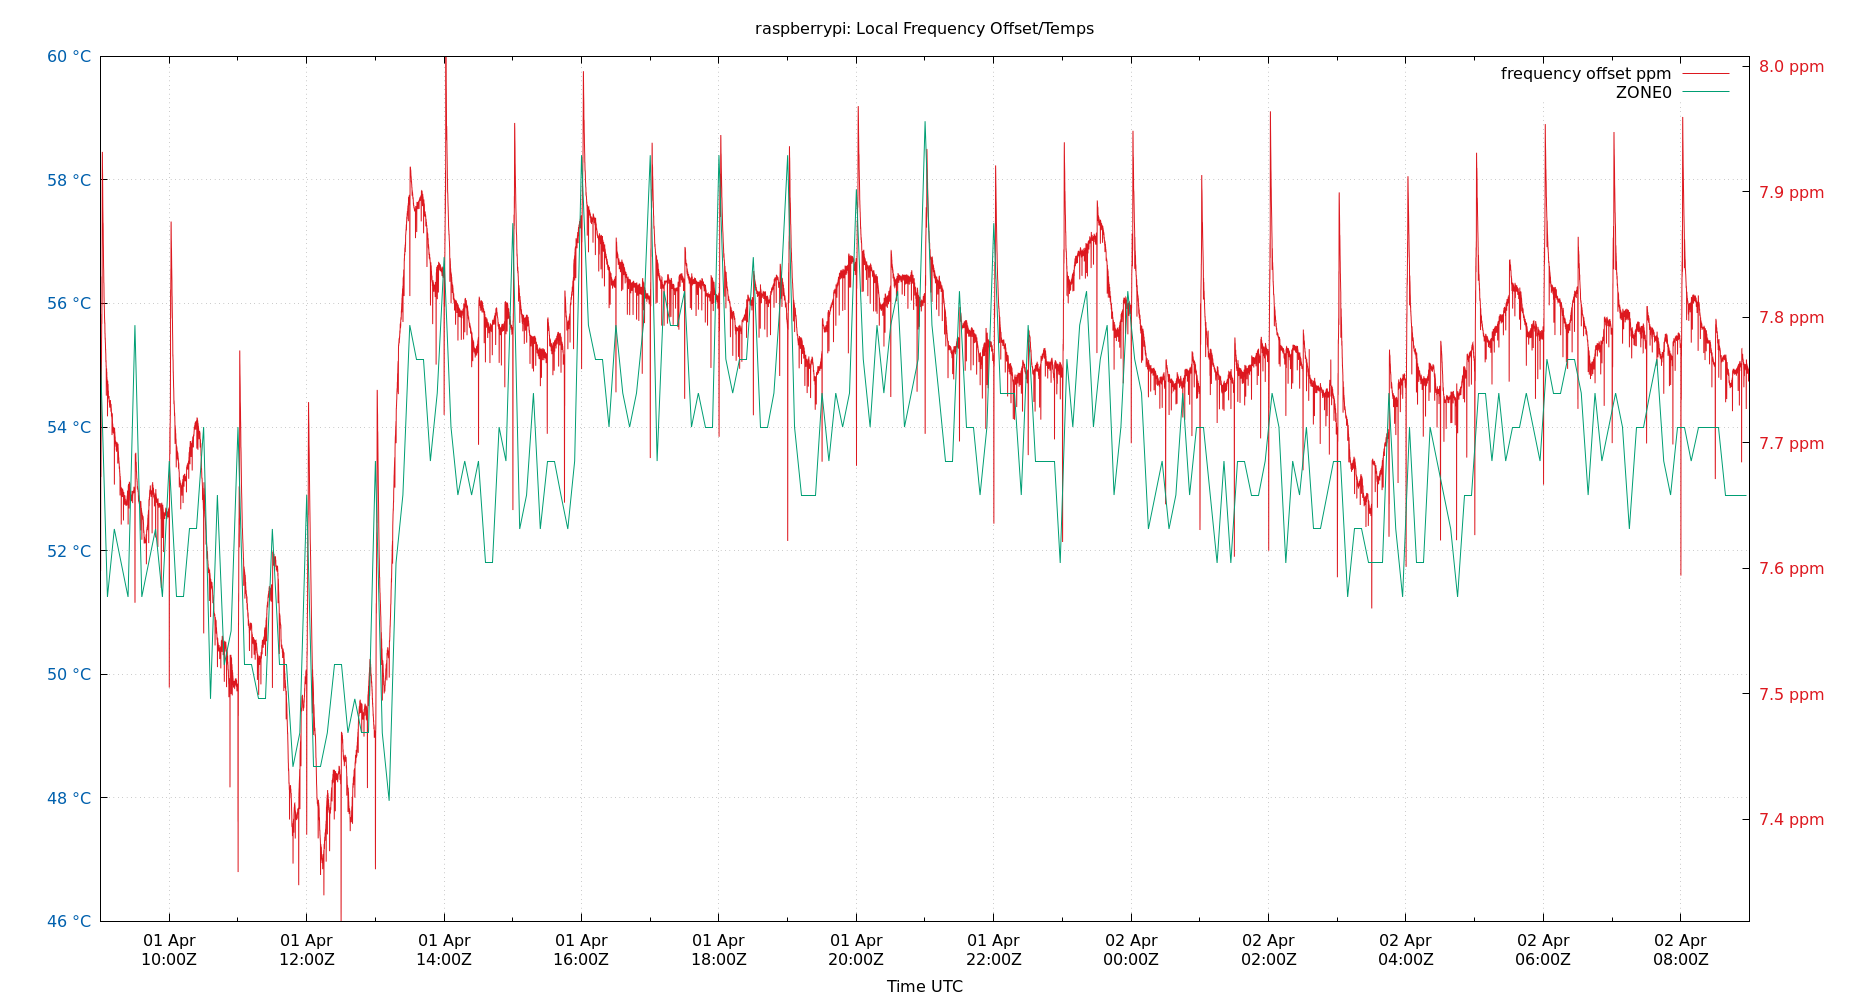 raspberrypi: Local Frequency Offset/Temps
60 °C
58 °C
56 °C
54 °C
52 °C
50 °C
48 °C
46 °C
8.0 ppm
7.9 ppm
7.8 ppm
7.7 ppm
7.6 ppm
7.5 ppm
7.4 ppm
frequency offset ppm
ZONE0
01 Apr 01 Apr 01 Apr 01 Apr 01 Apr 01 Apr 01 Apr 02 Apr 02 Apr 02 Apr 02 Apr 02 Apr
10:00Z 12:00Z 14:00Z 16:00Z 18:00Z 20:00Z 22:00Z 00:00Z 02:00Z 04:00Z 06:00Z 08:00Z
Time UTC